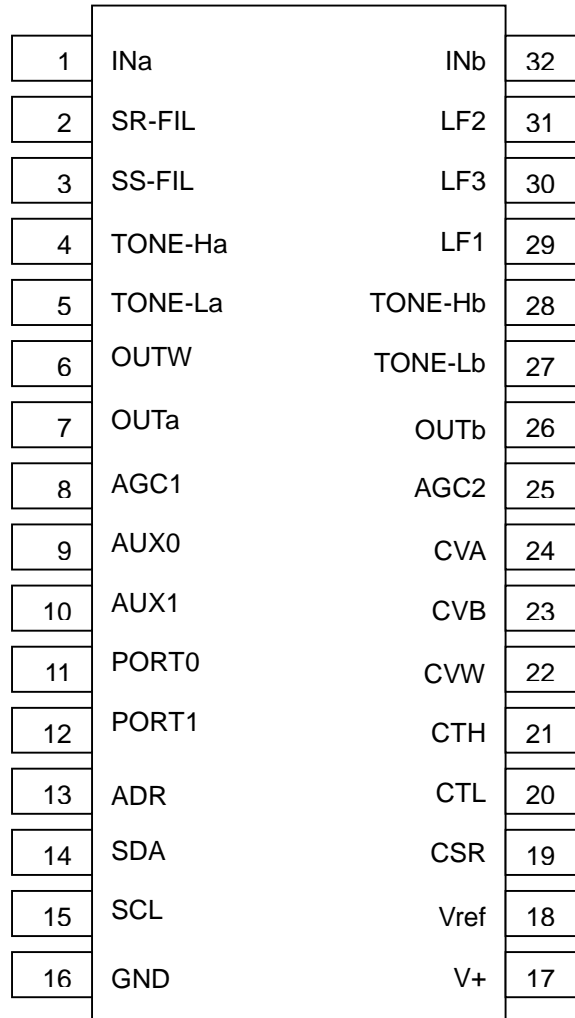 1 INa INb 32
2 SR-FIL LF2 31
3 SS-FIL LF3 30
4 TONE-Ha LF1 29
5 TONE-La TONE-Hb 28
6 OUTW TONE-Lb 27
7 OUTa OUTb 26
8 AGC1 AGC2 25
9 AUX0 CVA 24
10 AUX1 CVB 23
11 PORT0 CVW 22
12 PORT1 CTH 21
13 ADR CTL 20
14 SDA CSR 19
15 SCL Vref 18
16 GND V+ 17